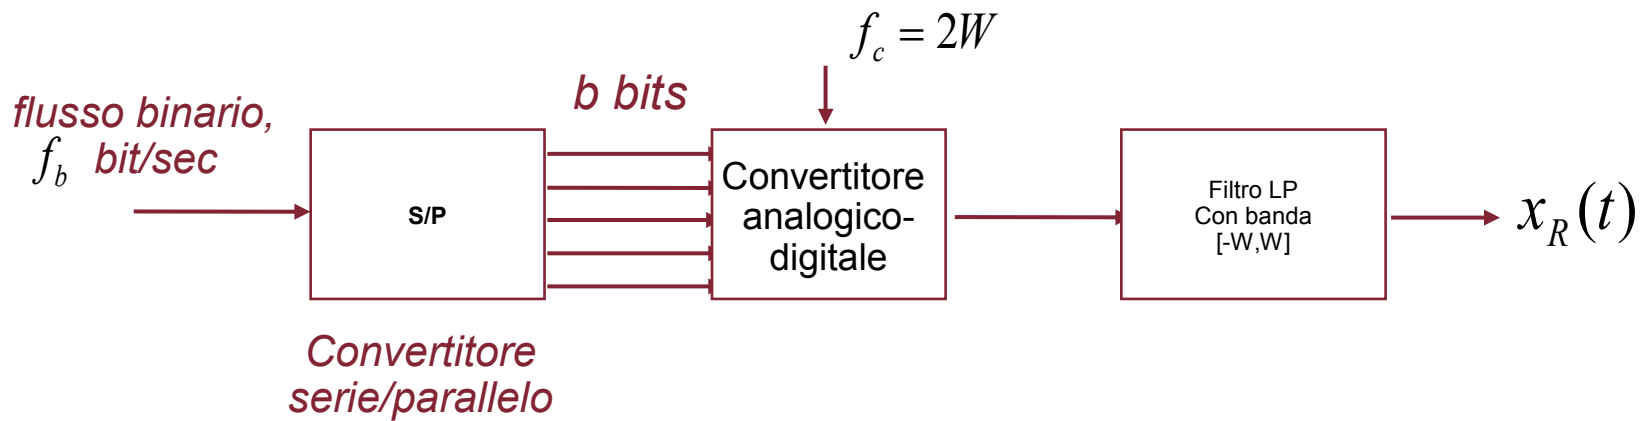 f_c = 2W
flusso binario,
f_b bit/sec
b bits
S/P
Convertitore
analogico-
digitale
Filtro LP
Con banda
[-W,W]
x_R(t)
Convertitore
serie/parallelo